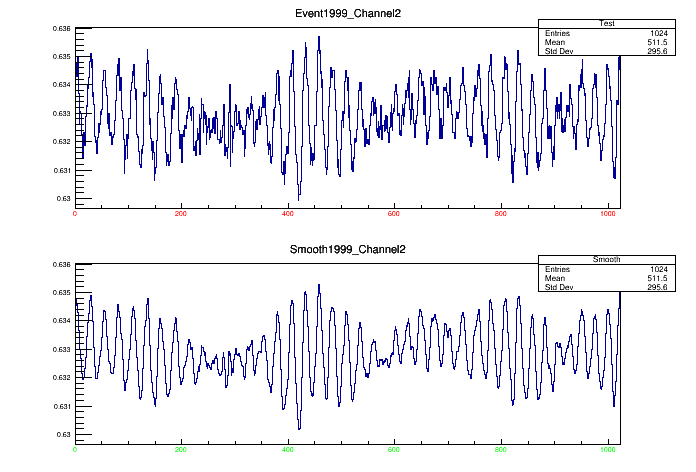 Event1999_Channel2
Test
Entries 1024
Mean 511.5
Std Dev 295.6
0.636
0.635
0.634
0.633
0.632
0.631
0.63
0 200 400 600 800 1000
Smooth1999_Channel2
Smooth
Entries 1024
Mean 511.5
Std Dev 295.6
0.636
0.635
0.634
0.633
0.632
0.631
0.63
0 200 400 600 800 1000